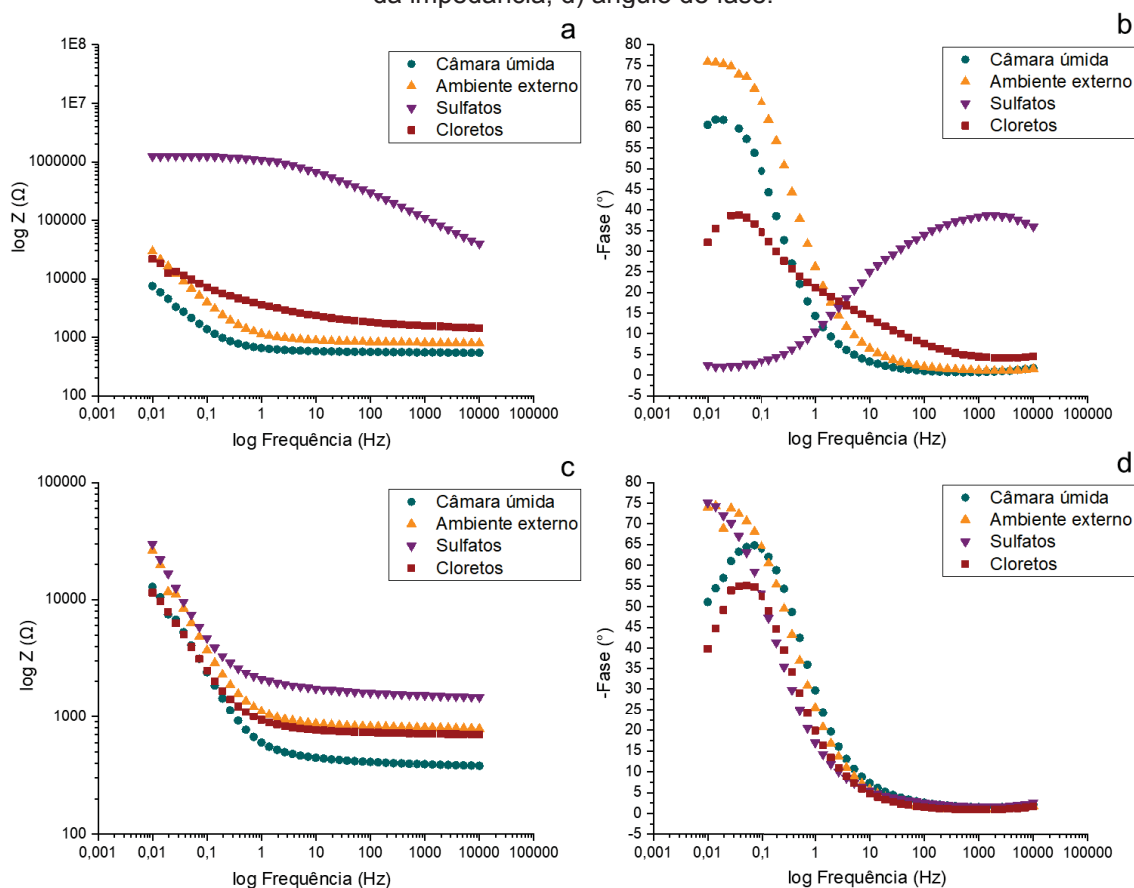 da impedância; d) ângulo de fase.
a
1E8
1E7
1000000
100000
10000
1000
100
log Z (Ω)
Câmara úmida
Ambiente externo
Sulfatos
Cloretos
0,001 0,01 0,1 1 10 100 1000 10000 100000
log Frequência (Hz)
b
80
75
70
65
60
55
50
45
40
35
30
25
20
15
10
5
0
-5
-Fase (°)
Câmara úmida
Ambiente externo
Sulfatos
Cloretos
0,001 0,01 0,1 1 10 100 1000 10000 100000
log Frequência (Hz)
c
100000
10000
1000
100
log Z (Ω)
Câmara úmida
Ambiente externo
Sulfatos
Cloretos
0,001 0,01 0,1 1 10 100 1000 10000 100000
log Frequência (Hz)
d
80
75
70
65
60
55
50
45
40
35
30
25
20
15
10
5
0
-5
-Fase (°)
Câmara úmida
Ambiente externo
Sulfatos
Cloretos
0,001 0,01 0,1 1 10 100 1000 10000 100000
log Frequência (Hz)